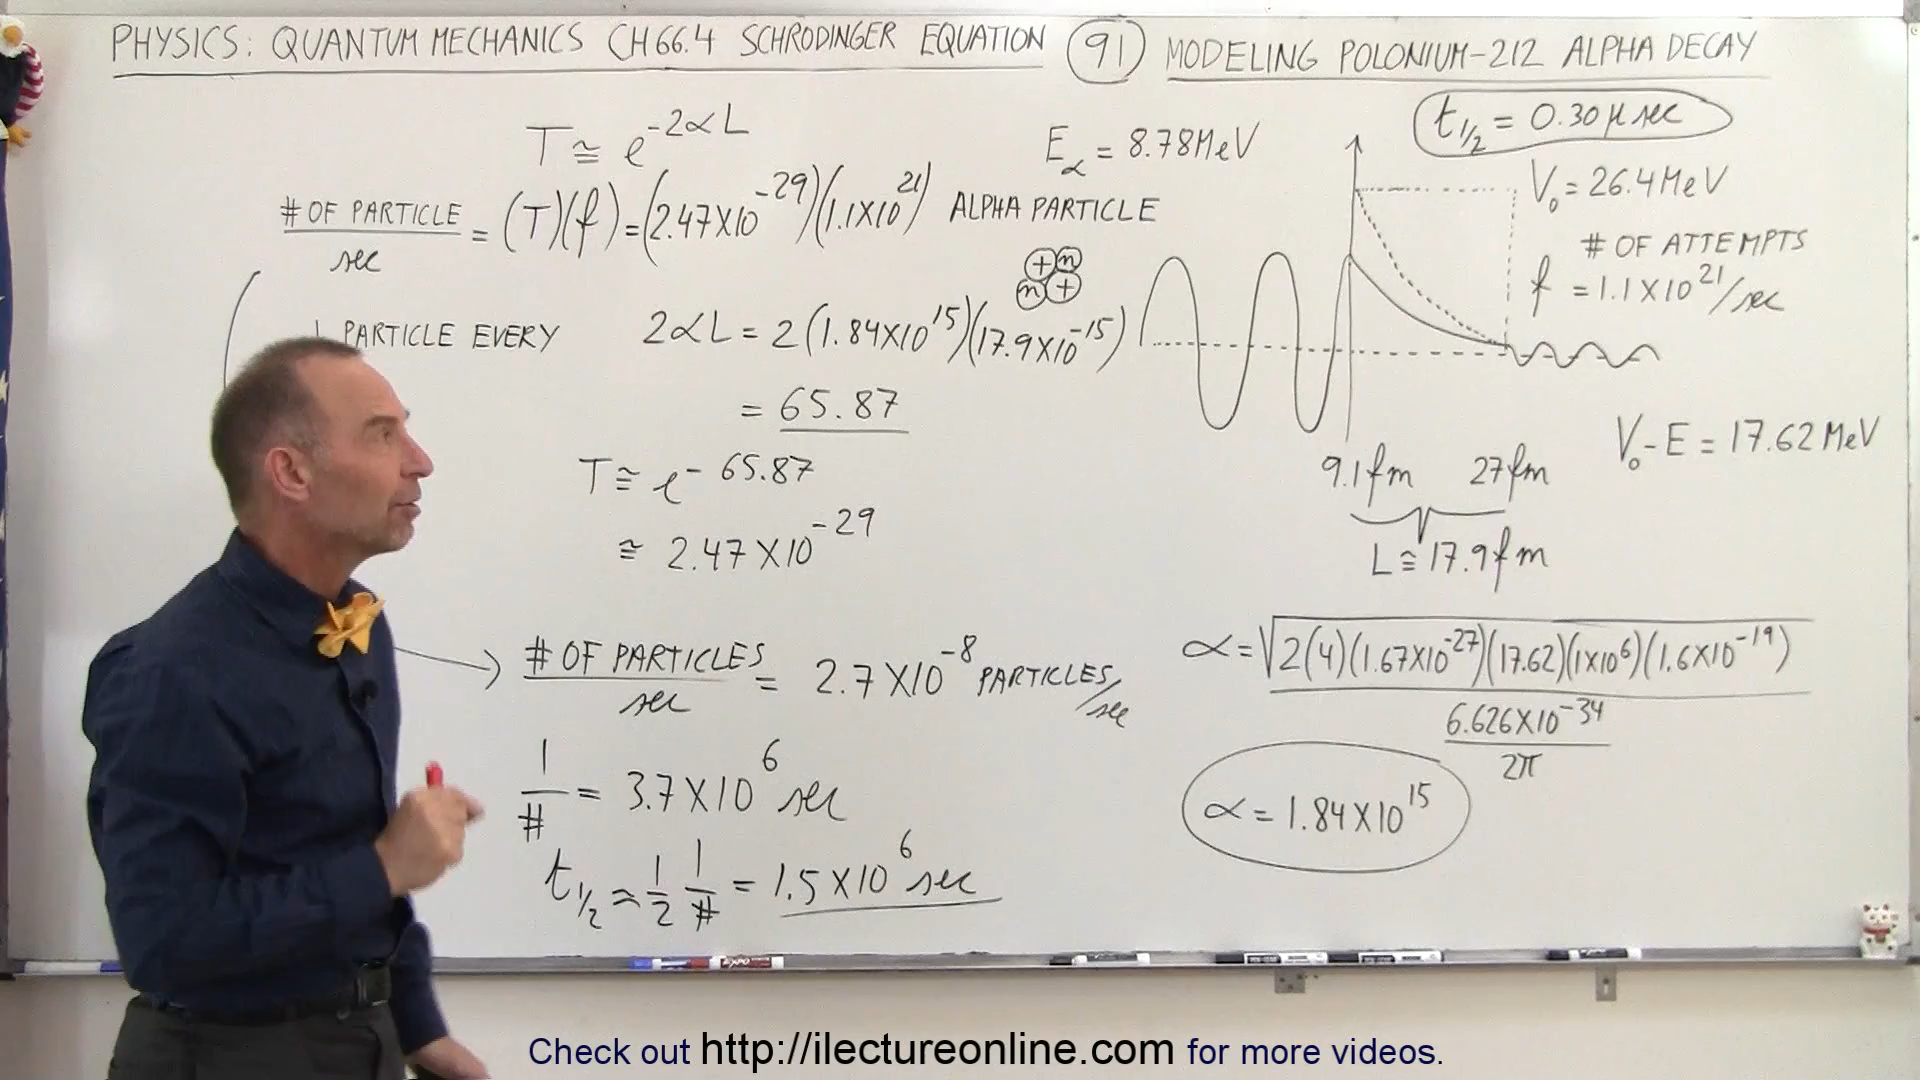 PHYSICS: QUANTUM MECHANICS CH 66.4 SCHRODINGER EQUATION (91) MODELING POLONIUM-212 ALPHA DECAY
T ≅ e^{-2αL}
# OF PARTICLE / sec = (T)(f) = (2.47×10^{-29})(1.1×10^{21})
PARTICLE EVERY
2αL = 2(1.84×10^{15})(17.9×10^{-15})
= 65.87
T ≅ e^{-65.87}
≅ 2.47×10^{-29}
# OF PARTICLES / sec = 2.7×10^{-8} PARTICLES/sec
1/# = 3.7×10^6 sec
t_{1/2} ≃ 1/2 1/# = 1.5×10^6 sec
E_α = 8.78 MeV
ALPHA PARTICLE
+ n
n +
t_{1/2} = 0.30 μsec
V₀ = 26.4 MeV
# OF ATTEMPTS
f = 1.1×10^{21}/sec
V₀-E = 17.62 MeV
9.1 fm 27 fm
L ≅ 17.9 fm
α = √(2(4)(1.67×10^{-27})(17.62)(1×10^6)(1.6×10^{-19})) / (6.626×10^{-34} / 2π)
α = 1.84×10^{15}
EXPO
Check out http://ilectureonline.com for more videos.